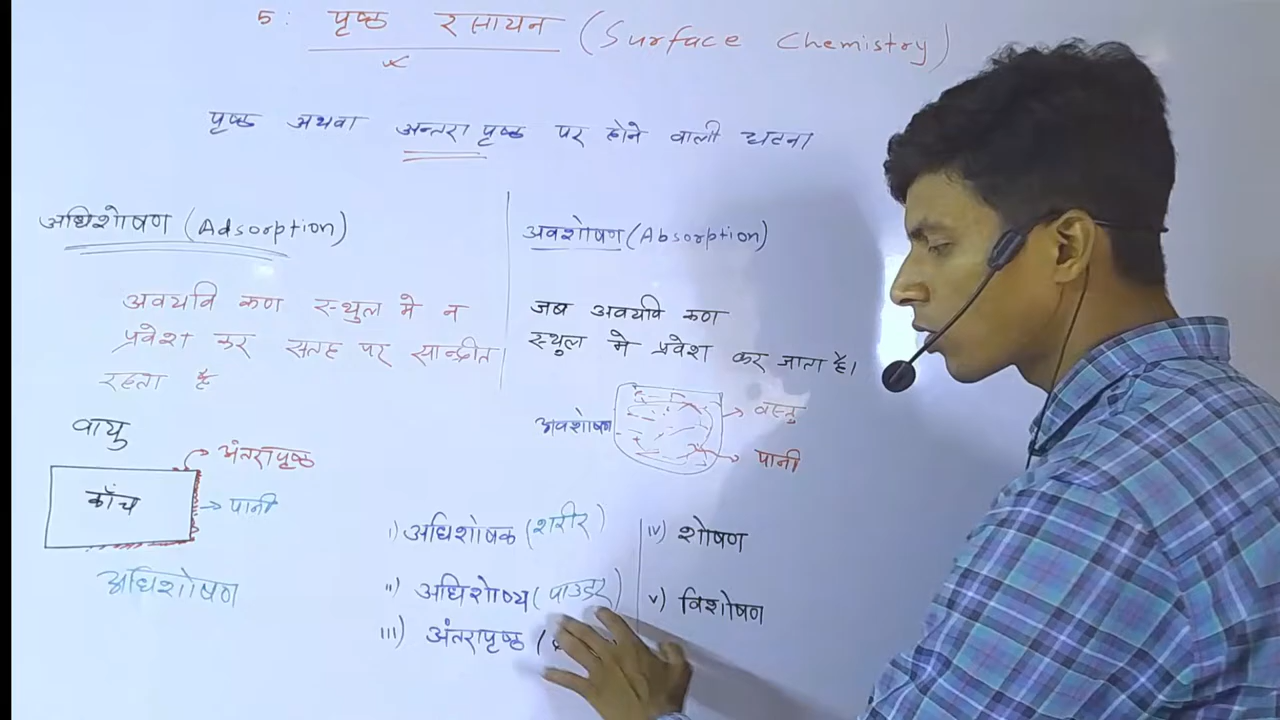 5: पृष्ठ रसायन (Surface Chemistry)
पृष्ठ अथवा अन्तरा पृष्ठ पर होने वाली घटना
अधिशोषण (Adsorption)
अवयवि कण स्थुल मे न
प्रवेश कर सतह पर सान्द्रीत
रहता है
वायु
काँच
अंतरापृष्ठ
पानी
अधिशोषण
अवशोषण (Absorption)
जब अवयवि कण
स्थुल मे प्रवेश कर जाता है।
अवशोषण
वस्तु
पानी
i) अधिशोषक (शरीर)
ii) अधिशोष्य (पाउडर)
iii) अंतरापृष्ठ (
iv) शोषण
v) विशोषण